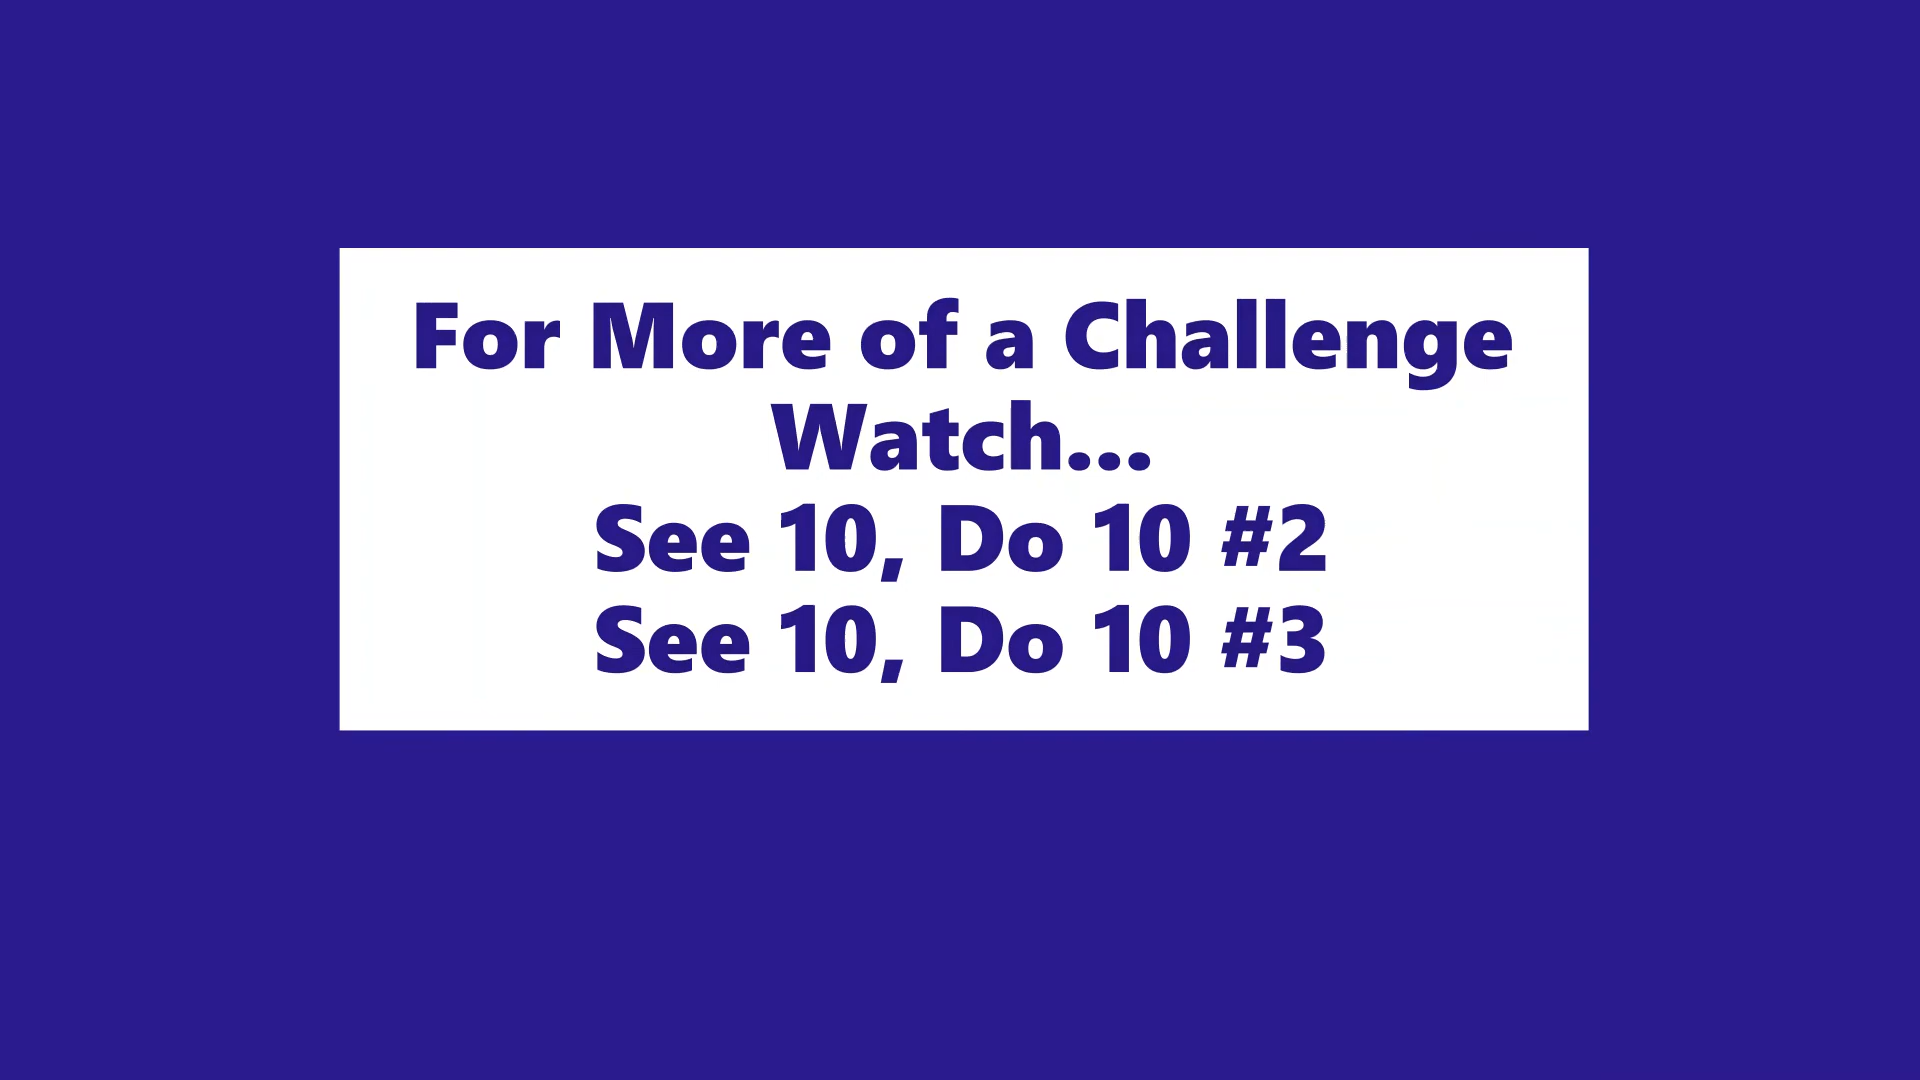 For More of a Challenge
Watch...
See 10, Do 10 #2
See 10, Do 10 #3